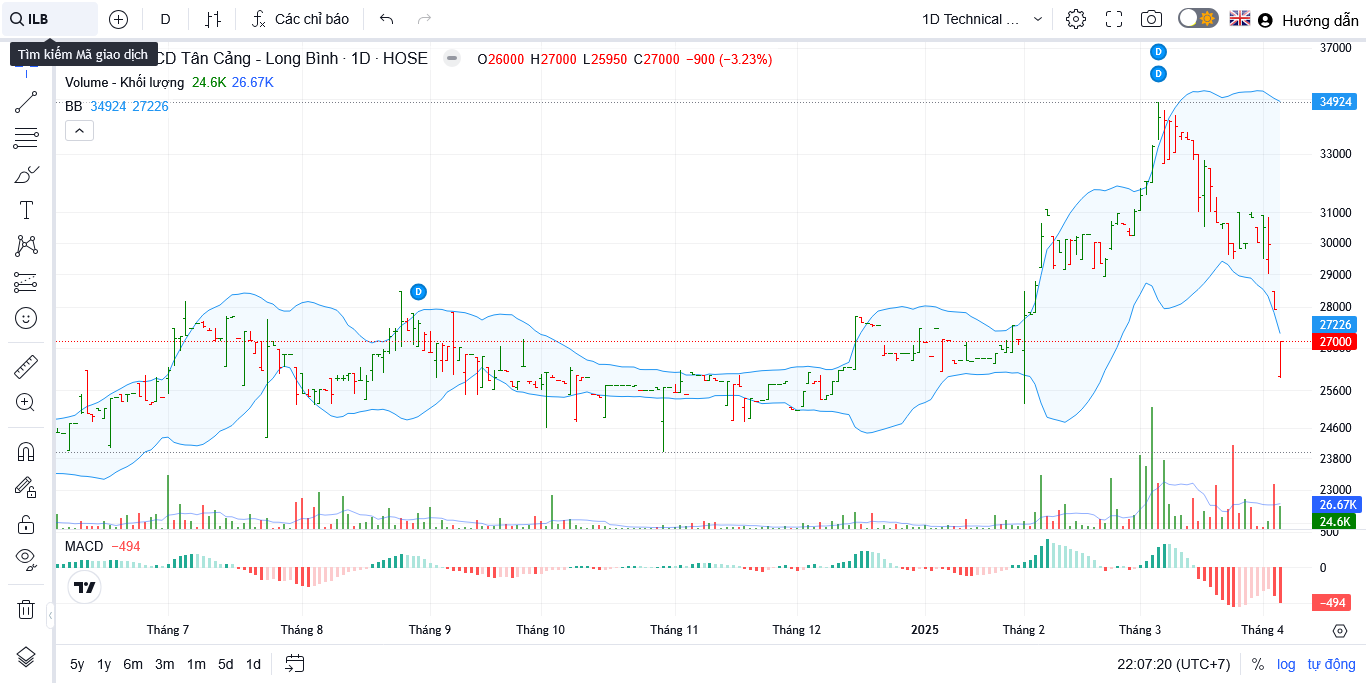 ILB
D
Các chỉ báo
1D Technical ...
Hướng dẫn
Tìm kiếm Mã giao dịch
CD Tân Cảng - Long Bình · 1D · HOSE
O26000 H27000 L25950 C27000 −900 (−3.23%)
Volume - Khối lượng 24.6K 26.67K
BB 34924 27226
D
D
D
37000
34924
33000
31000
30000
29000
28000
27226
27000
25600
24600
23800
23000
26.67K
24.6K
500
MACD −494
0
−494
Tháng 7
Tháng 8
Tháng 9
Tháng 10
Tháng 11
Tháng 12
2025
Tháng 2
Tháng 3
Tháng 4
5y 1y 6m 3m 1m 5d 1d
22:07:20 (UTC+7)
% log tự động